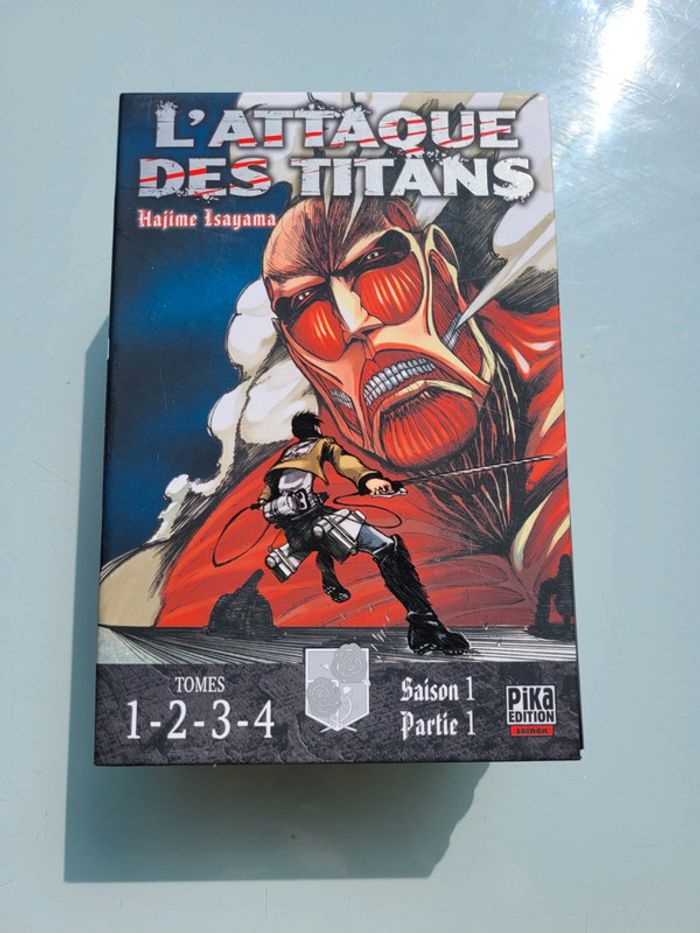 L'ATTAQUE
DES TITANS
Hajime Isayama
TOMES
1-2-3-4
Saison 1
Partie 1
PiKa
EDITION
seinen